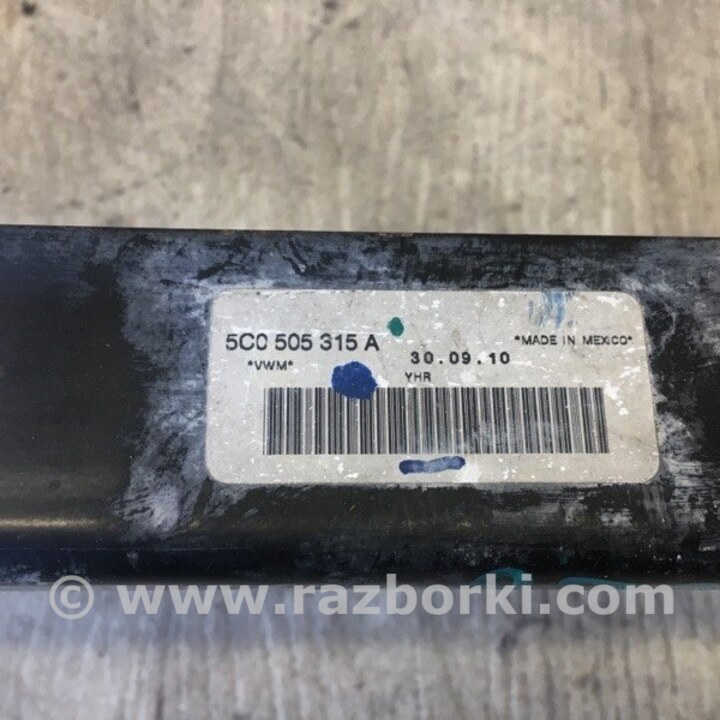 5C0 505 315 A 30.09.10 *MADE IN MEXICO*
*VWM* YHR
© www.razborki.com